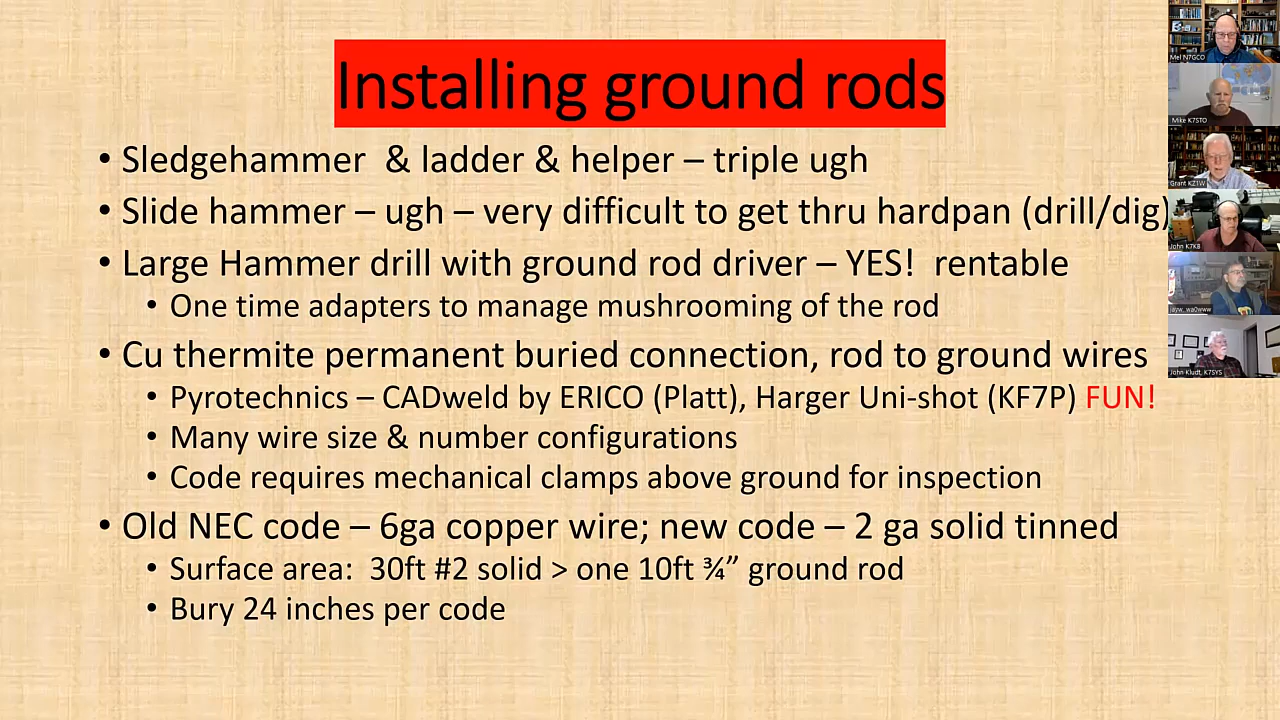 Installing ground rods
• Sledgehammer & ladder & helper – triple ugh
• Slide hammer – ugh – very difficult to get thru hardpan (drill/dig)
• Large Hammer drill with ground rod driver – YES! rentable
• One time adapters to manage mushrooming of the rod
• Cu thermite permanent buried connection, rod to ground wires
• Pyrotechnics – CADweld by ERICO (Platt), Harger Uni-shot (KF7P) FUN!
• Many wire size & number configurations
• Code requires mechanical clamps above ground for inspection
• Old NEC code – 6ga copper wire; new code – 2 ga solid tinned
• Surface area: 30ft #2 solid > one 10ft ¾” ground rod
• Bury 24 inches per code
Mel N7GCO
Mike K7STO
Grant KZ1W
John K7KB
jayw_wa0www
John Kludt, K7SYS